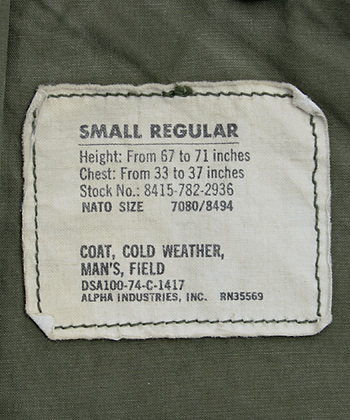 SMALL REGULAR
Height: From 67 to 71 inches
Chest: From 33 to 37 inches
Stock No.: 8415-782-2936
NATO SIZE 7080/8494
COAT, COLD WEATHER,
MAN'S, FIELD
DSA100-74-C-1417
ALPHA INDUSTRIES, INC. RN35569